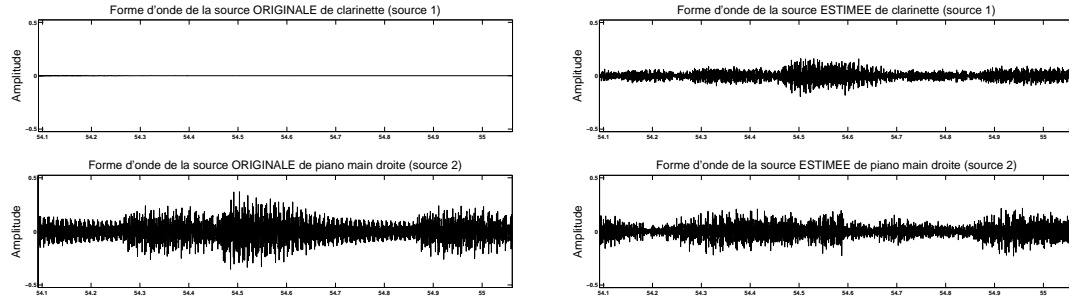 Forme d'onde de la source ORIGINALE de clarinette (source 1)
0.5
Amplitude
0
−0.5
54.1 54.2 54.3 54.4 54.5 54.6 54.7 54.8 54.9 55
Forme d'onde de la source ESTIMEE de clarinette (source 1)
0.5
Amplitude
0
−0.5
54.1 54.2 54.3 54.4 54.5 54.6 54.7 54.8 54.9 55
Forme d'onde de la source ORIGINALE de piano main droite (source 2)
0.5
Amplitude
0
−0.5
54.1 54.2 54.3 54.4 54.5 54.6 54.7 54.8 54.9 55
Forme d'onde de la source ESTIMEE de piano main droite (source 2)
0.5
Amplitude
0
−0.5
54.1 54.2 54.3 54.4 54.5 54.6 54.7 54.8 54.9 55